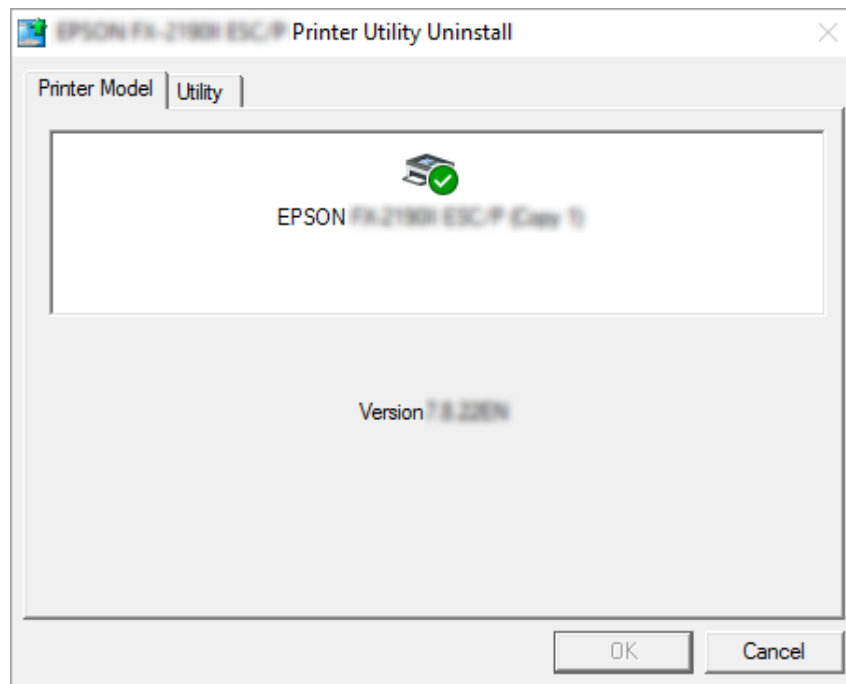 Printer Utility Uninstall
Printer Model
Utility
EPSON
Version
OK
Cancel